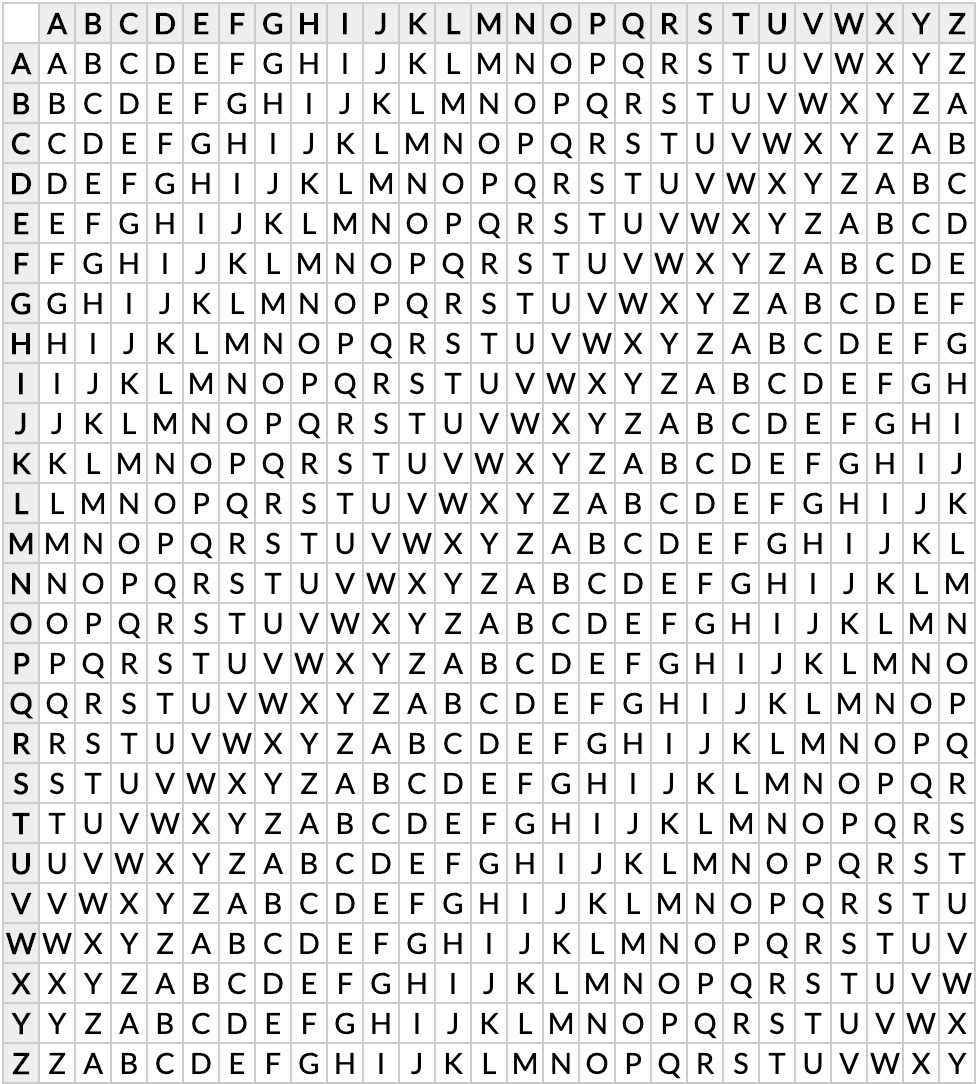 A B C D E F G H I J K L M N O P Q R S T U V W X Y Z
A A B C D E F G H I J K L M N O P Q R S T U V W X Y Z
B B C D E F G H I J K L M N O P Q R S T U V W X Y Z A
C C D E F G H I J K L M N O P Q R S T U V W X Y Z A B
D D E F G H I J K L M N O P Q R S T U V W X Y Z A B C
E E F G H I J K L M N O P Q R S T U V W X Y Z A B C D
F F G H I J K L M N O P Q R S T U V W X Y Z A B C D E
G G H I J K L M N O P Q R S T U V W X Y Z A B C D E F
H H I J K L M N O P Q R S T U V W X Y Z A B C D E F G
I I J K L M N O P Q R S T U V W X Y Z A B C D E F G H
J J K L M N O P Q R S T U V W X Y Z A B C D E F G H I
K K L M N O P Q R S T U V W X Y Z A B C D E F G H I J
L L M N O P Q R S T U V W X Y Z A B C D E F G H I J K
M M N O P Q R S T U V W X Y Z A B C D E F G H I J K L
N N O P Q R S T U V W X Y Z A B C D E F G H I J K L M
O O P Q R S T U V W X Y Z A B C D E F G H I J K L M N
P P Q R S T U V W X Y Z A B C D E F G H I J K L M N O
Q Q R S T U V W X Y Z A B C D E F G H I J K L M N O P
R R S T U V W X Y Z A B C D E F G H I J K L M N O P Q
S S T U V W X Y Z A B C D E F G H I J K L M N O P Q R
T T U V W X Y Z A B C D E F G H I J K L M N O P Q R S
U U V W X Y Z A B C D E F G H I J K L M N O P Q R S T
V V W X Y Z A B C D E F G H I J K L M N O P Q R S T U
W W X Y Z A B C D E F G H I J K L M N O P Q R S T U V
X X Y Z A B C D E F G H I J K L M N O P Q R S T U V W
Y Y Z A B C D E F G H I J K L M N O P Q R S T U V W X
Z Z A B C D E F G H I J K L M N O P Q R S T U V W X Y